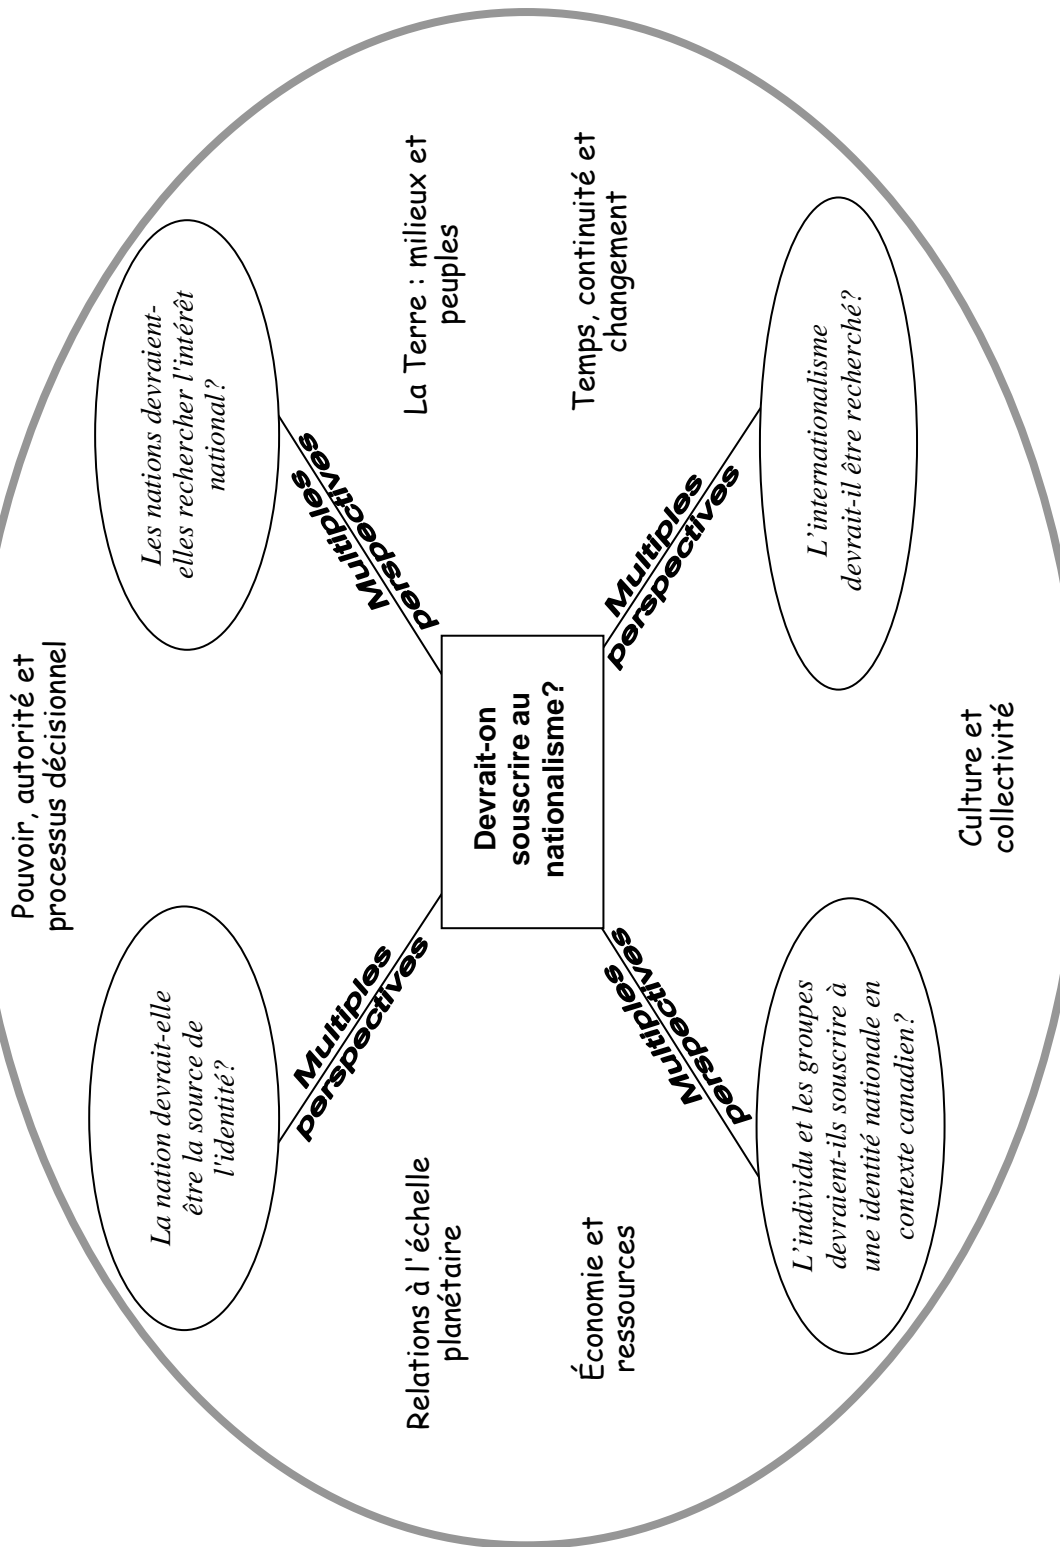 Pouvoir, autorité et
processus décisionnel
La nation devrait-elle
être la source de
l'identité?
Les nations devraient-
elles rechercher l'intérêt
national?
Multiples
perspectives
Multiples
perspectives
Relations à l'échelle
planétaire
La Terre : milieux et
peuples
Devrait-on
souscrire au
nationalisme?
Économie et
ressources
Temps, continuité et
changement
Multiples
perspectives
Multiples
perspectives
L'individu et les groupes
devraient-ils souscrire à
une identité nationale en
contexte canadien?
L'internationalisme
devrait-il être recherché?
Culture et
collectivité